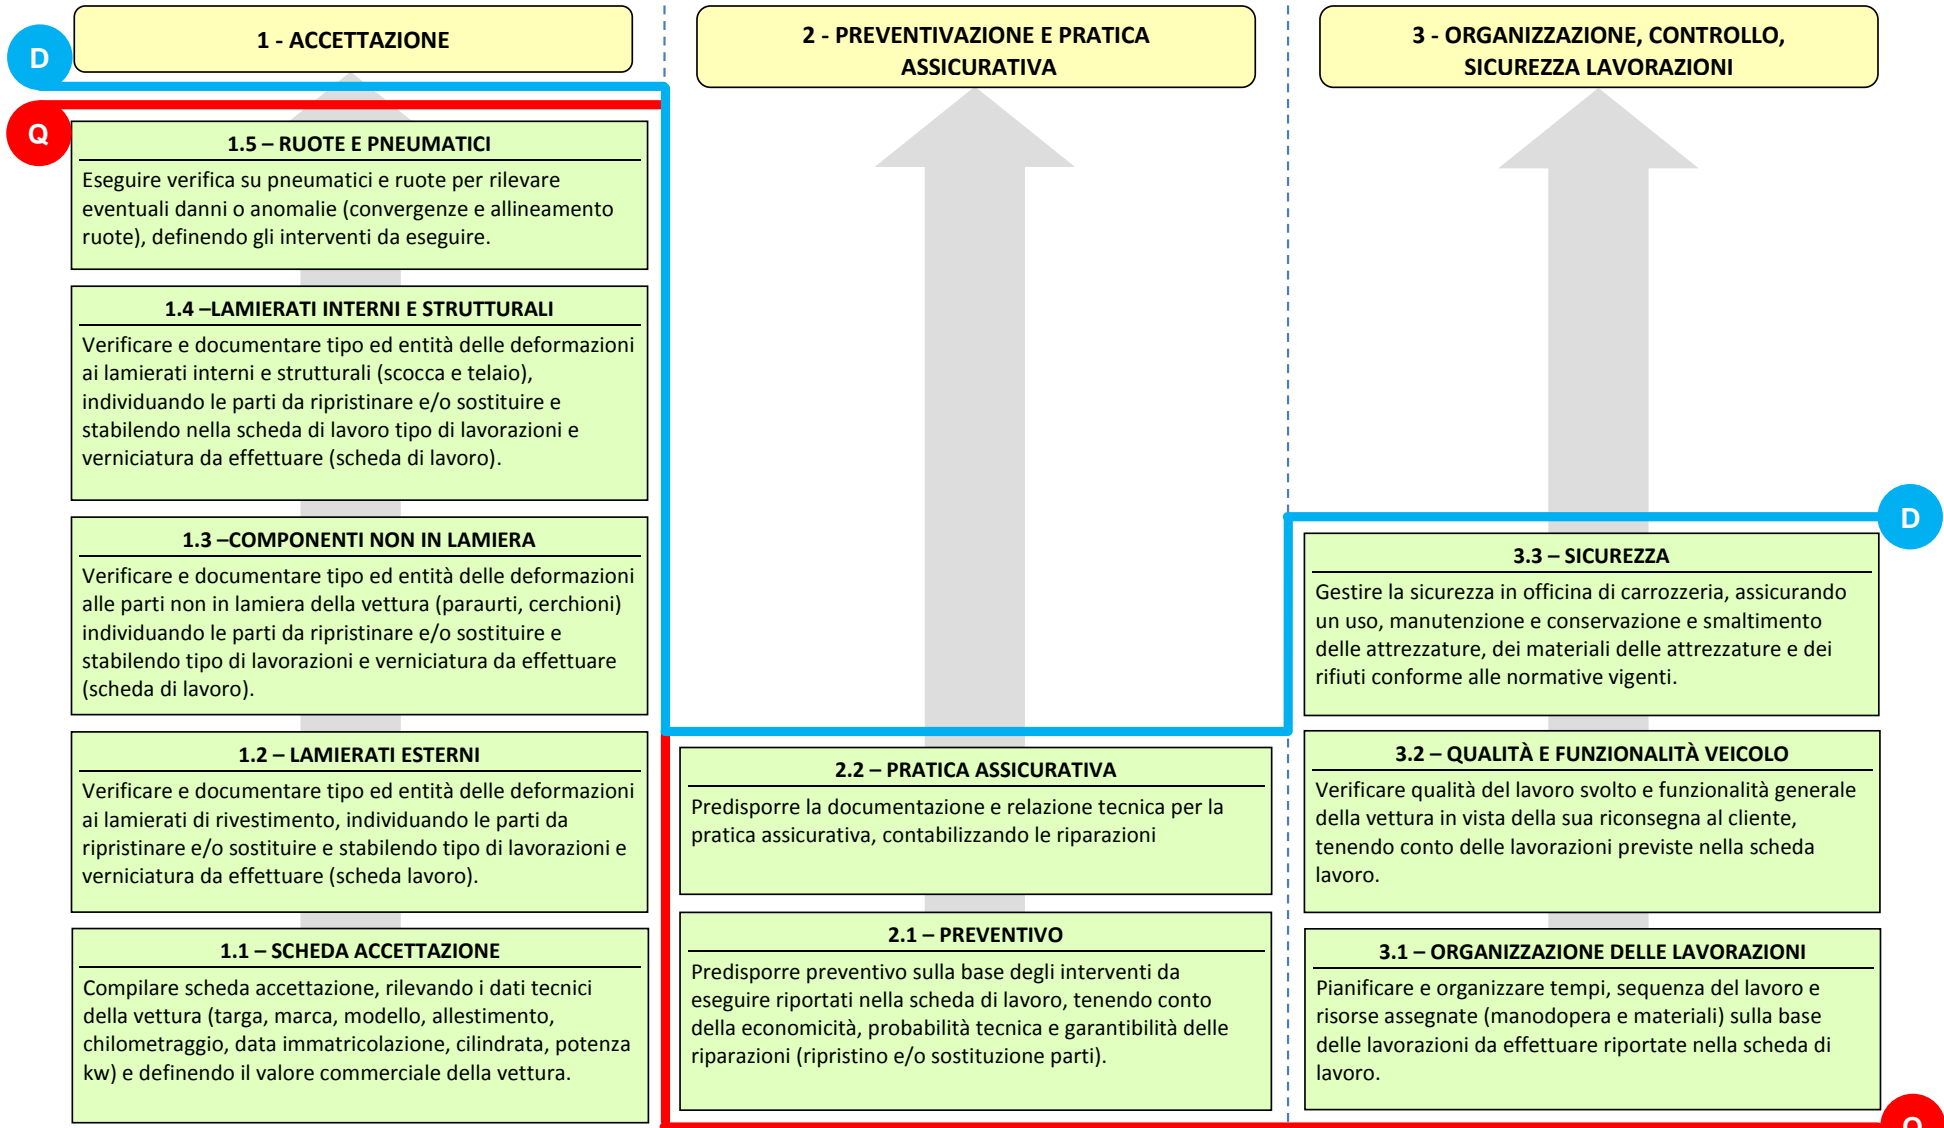 1 - ACCETTAZIONE
2 - PREVENTIVAZIONE E PRATICA
ASSICURATIVA
3 - ORGANIZZAZIONE, CONTROLLO,
SICUREZZA LAVORAZIONI
D
Q
1.5 – RUOTE E PNEUMATICI
Eseguire verifica su pneumatici e ruote per rilevare
eventuali danni o anomalie (convergenze e allineamento
ruote), definendo gli interventi da eseguire.
1.4 –LAMIERATI INTERNI E STRUTTURALI
Verificare e documentare tipo ed entità delle deformazioni
ai lamierati interni e strutturali (scocca e telaio),
individuando le parti da ripristinare e/o sostituire e
stabilendo nella scheda di lavoro tipo di lavorazioni e
verniciatura da effettuare (scheda di lavoro).
1.3 –COMPONENTI NON IN LAMIERA
Verificare e documentare tipo ed entità delle deformazioni
alle parti non in lamiera della vettura (paraurti, cerchioni)
individuando le parti da ripristinare e/o sostituire e
stabilendo tipo di lavorazioni e verniciatura da effettuare
(scheda di lavoro).
1.2 – LAMIERATI ESTERNI
Verificare e documentare tipo ed entità delle deformazioni
ai lamierati di rivestimento, individuando le parti da
ripristinare e/o sostituire e stabilendo tipo di lavorazioni e
verniciatura da effettuare (scheda lavoro).
1.1 – SCHEDA ACCETTAZIONE
Compilare scheda accettazione, rilevando i dati tecnici
della vettura (targa, marca, modello, allestimento,
chilometraggio, data immatricolazione, cilindrata, potenza
kw) e definendo il valore commerciale della vettura.
2.2 – PRATICA ASSICURATIVA
Predisporre la documentazione e relazione tecnica per la
pratica assicurativa, contabilizzando le riparazioni
2.1 – PREVENTIVO
Predisporre preventivo sulla base degli interventi da
eseguire riportati nella scheda di lavoro, tenendo conto
della economicità, probabilità tecnica e garantibilità delle
riparazioni (ripristino e/o sostituzione parti).
D
3.3 – SICUREZZA
Gestire la sicurezza in officina di carrozzeria, assicurando
un uso, manutenzione e conservazione e smaltimento
delle attrezzature, dei materiali delle attrezzature e dei
rifiuti conforme alle normative vigenti.
3.2 – QUALITÀ E FUNZIONALITÀ VEICOLO
Verificare qualità del lavoro svolto e funzionalità generale
della vettura in vista della sua riconsegna al cliente,
tenendo conto delle lavorazioni previste nella scheda
lavoro.
3.1 – ORGANIZZAZIONE DELLE LAVORAZIONI
Pianificare e organizzare tempi, sequenza del lavoro e
risorse assegnate (manodopera e materiali) sulla base
delle lavorazioni da effettuare riportate nella scheda di
lavoro.
Q